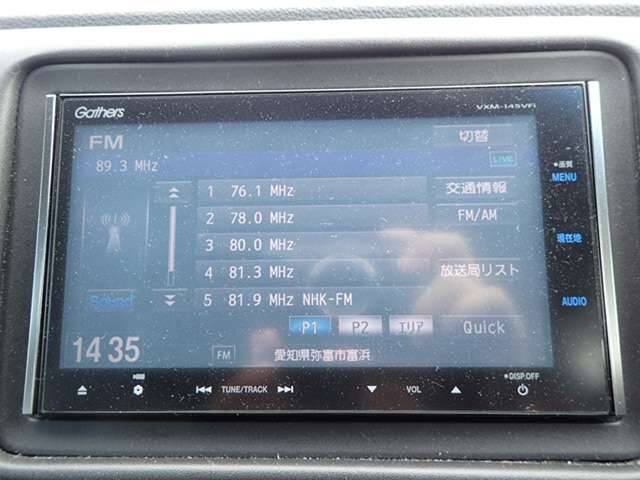 Gathers
VXM-145VFi
FM
切替
89.3 MHz
LIVE
●画質
MENU
1 76.1 MHz
交通情報
2 78.0 MHz
FM/AM
3 80.0 MHz
現在地
4 81.3 MHz
放送局リスト
5 81.9 MHz NHK-FM
AUDIO
Sound
P1
P2
エリア
Quick
14 35
FM
愛知県弥富市富浜
●DISP.OFF
TUNE/TRACK
VOL